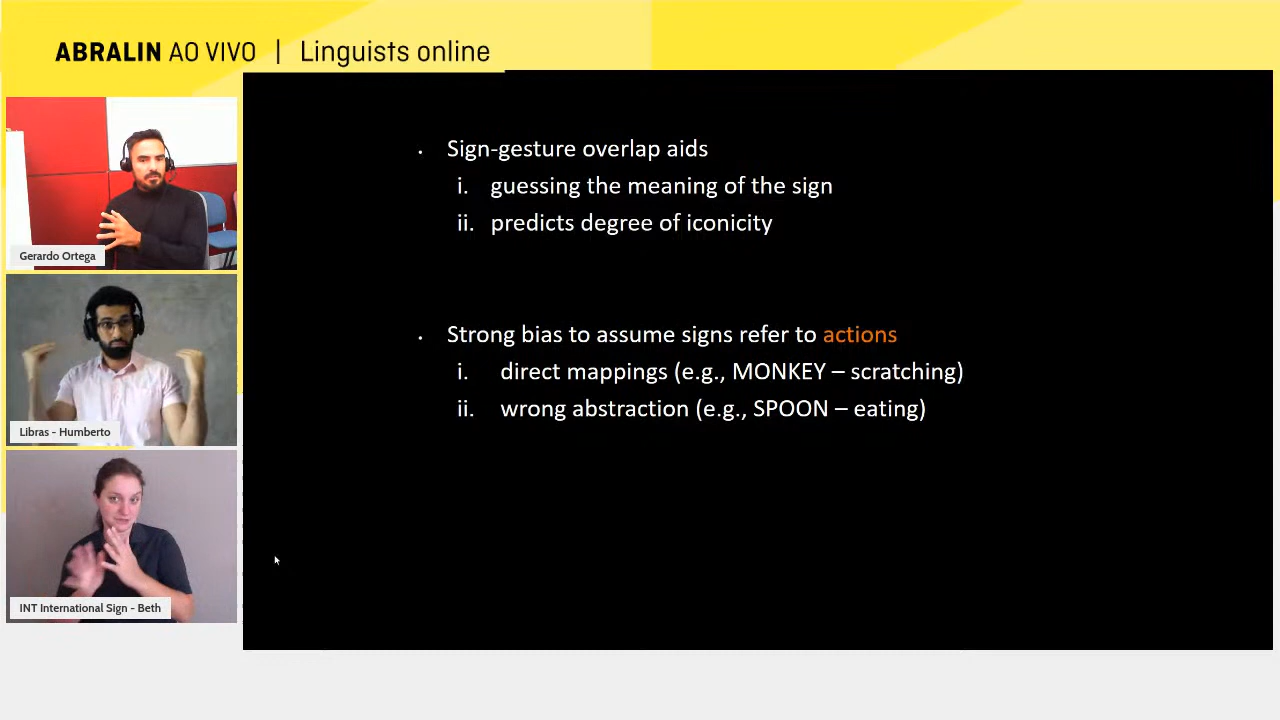 ABRALIN AO VIVO | Linguists online
Gerardo Ortega
Libras - Humberto
INT International Sign - Beth
• Sign-gesture overlap aids
i. guessing the meaning of the sign
ii. predicts degree of iconicity
• Strong bias to assume signs refer to actions
i. direct mappings (e.g., MONKEY – scratching)
ii. wrong abstraction (e.g., SPOON – eating)